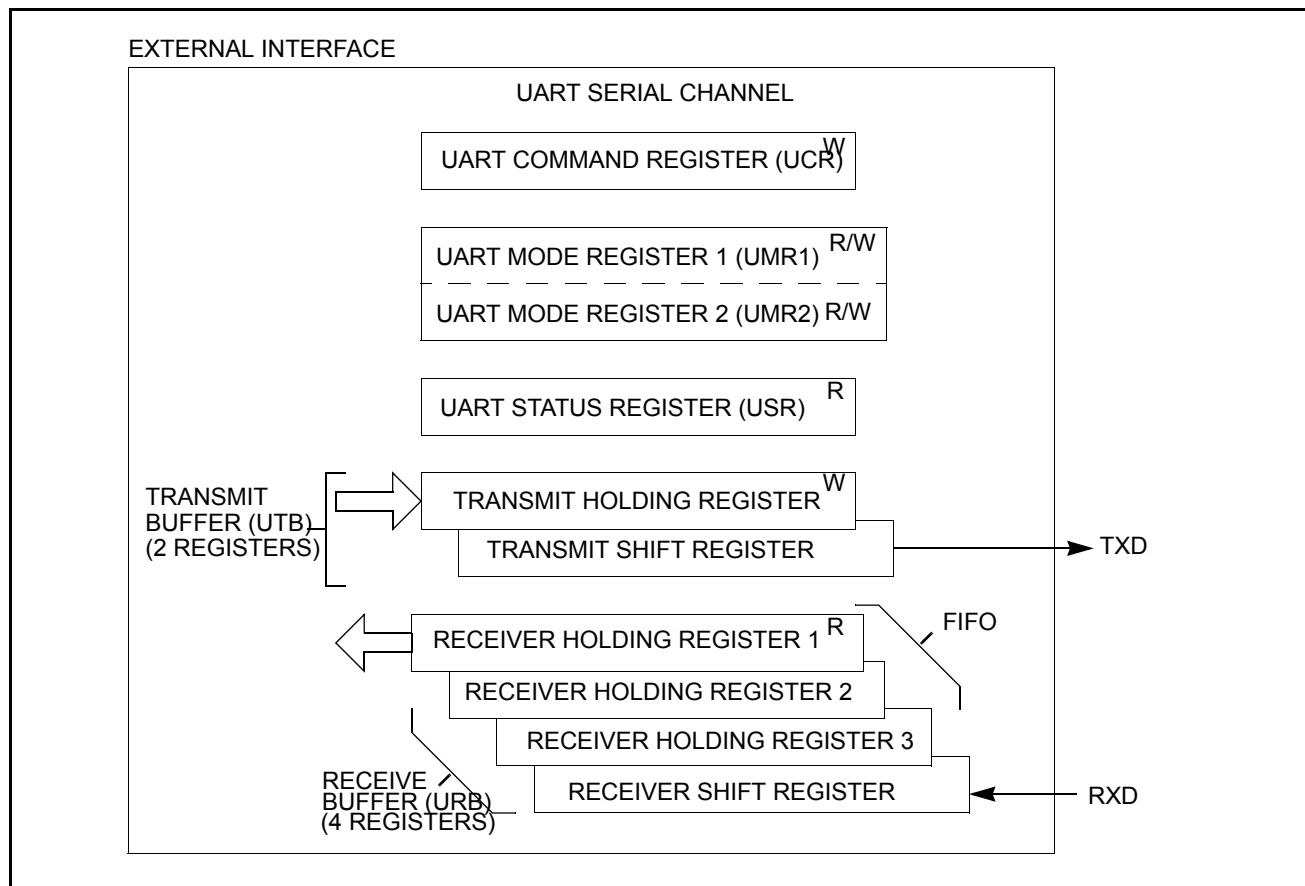 EXTERNAL INTERFACE
UART SERIAL CHANNEL
UART COMMAND REGISTER (UCR) W
UART MODE REGISTER 1 (UMR1) R/W
UART MODE REGISTER 2 (UMR2) R/W
UART STATUS REGISTER (USR) R
TRANSMIT
BUFFER (UTB)
(2 REGISTERS)
TRANSMIT HOLDING REGISTER W
TRANSMIT SHIFT REGISTER
TXD
RECEIVER HOLDING REGISTER 1 R
FIFO
RECEIVER HOLDING REGISTER 2
RECEIVER HOLDING REGISTER 3
RECEIVER SHIFT REGISTER
RXD
RECEIVE
BUFFER (URB)
(4 REGISTERS)